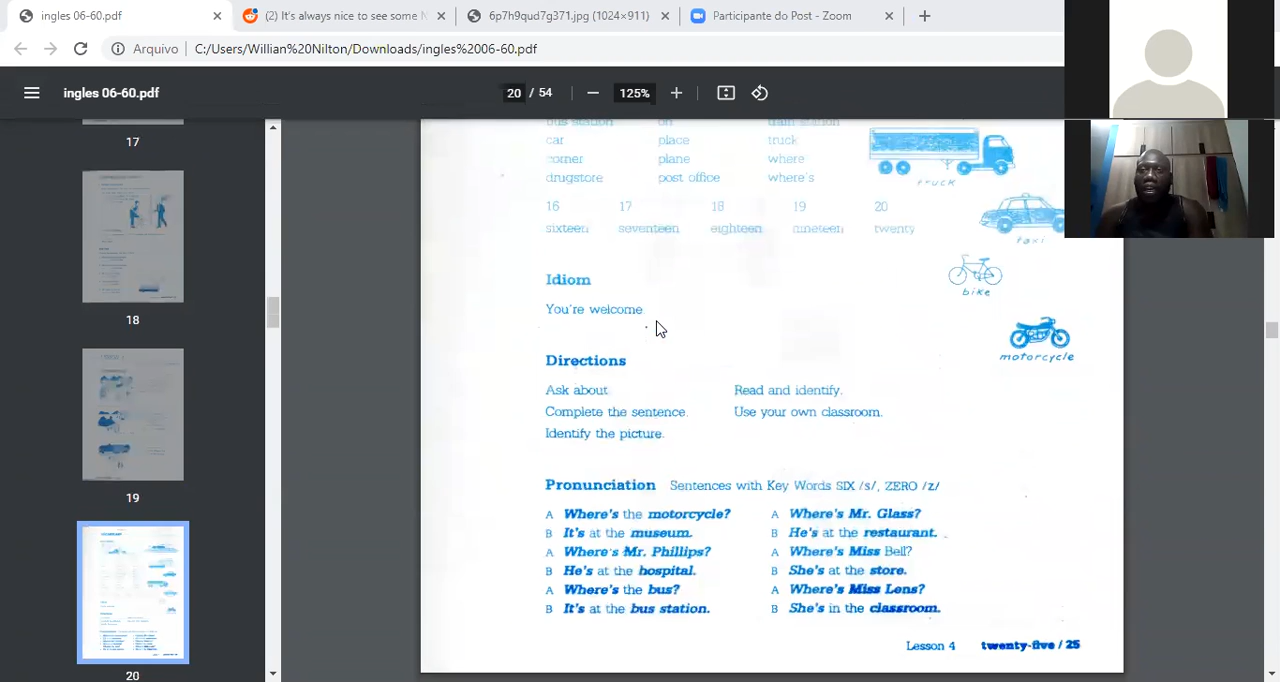 ingles 06-60.pdf
(2) It's always nice to see some N
6p7h9qud7g371.jpg (1024×911)
Participante do Post - Zoom
Arquivo C:/Users/Willian%20Nilton/Downloads/ingles%2006-60.pdf
ingles 06-60.pdf
20 / 54
125%
17
18
19
20
bus station on train station
car place truck
corner plane where
drugstore post office where's
truck
16 17 18 19 20
sixteen seventeen eighteen nineteen twenty
taxi
bike
Idiom
You're welcome
motorcycle
Directions
Ask about Read and identify.
Complete the sentence. Use your own classroom.
Identify the picture.
Pronunciation Sentences with Key Words SIX /s/, ZERO /z/
A Where's the motorcycle? A Where's Mr. Glass?
B It's at the museum. B He's at the restaurant.
A Where's Mr. Phillips? A Where's Miss Bell?
B He's at the hospital. B She's at the store.
A Where's the bus? A Where's Miss Lens?
B It's at the bus station. B She's in the classroom.
Lesson 4 twenty-five / 25